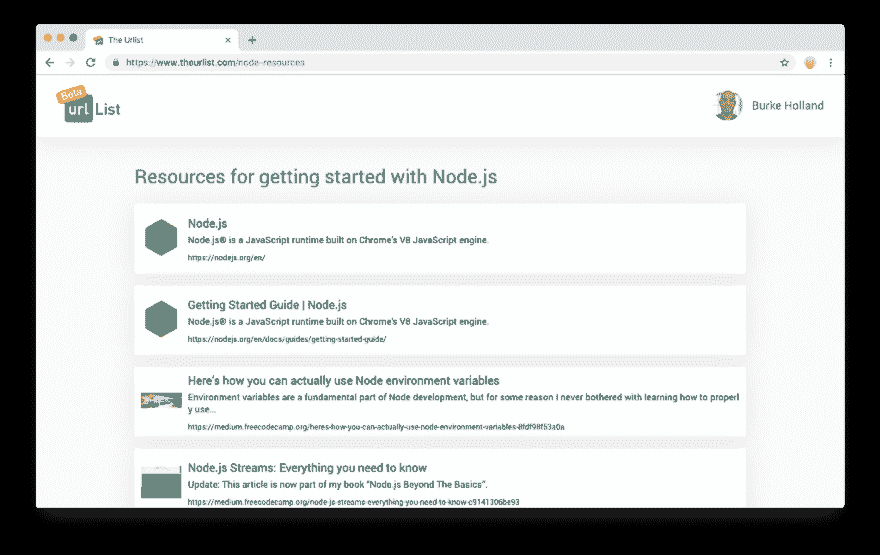 The Urlist
https://www.theurlist.com/node-resources
Beta
url List
Burke Holland
Resources for getting started with Node.js
Node.js
Node.js® is a JavaScript runtime built on Chrome's V8 JavaScript engine.
https://nodejs.org/en/
Getting Started Guide | Node.js
Node.js® is a JavaScript runtime built on Chrome's V8 JavaScript engine.
https://nodejs.org/en/docs/guides/getting-started-guide/
Here's how you can actually use Node environment variables
Environment variables are a fundamental part of Node development, but for some reason I never bothered with learning how to properl
y use...
https://medium.freecodecamp.org/heres-how-you-can-actually-use-node-environment-variables-8fdf98f53a0a
Node.js Streams: Everything you need to know
Update: This article is now part of my book "Node.js Beyond The Basics".
https://medium.freecodecamp.org/node-js-streams-everything-you-need-to-know-c9141306be93